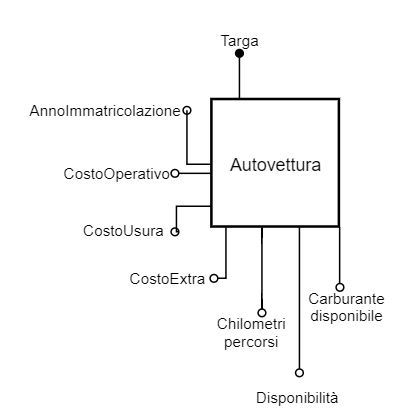 Targa
AnnoImmatricolazione
Autovettura
CostoOperativo
CostoUsura
CostoExtra
Carburante
disponibile
Chilometri
percorsi
Disponibilità